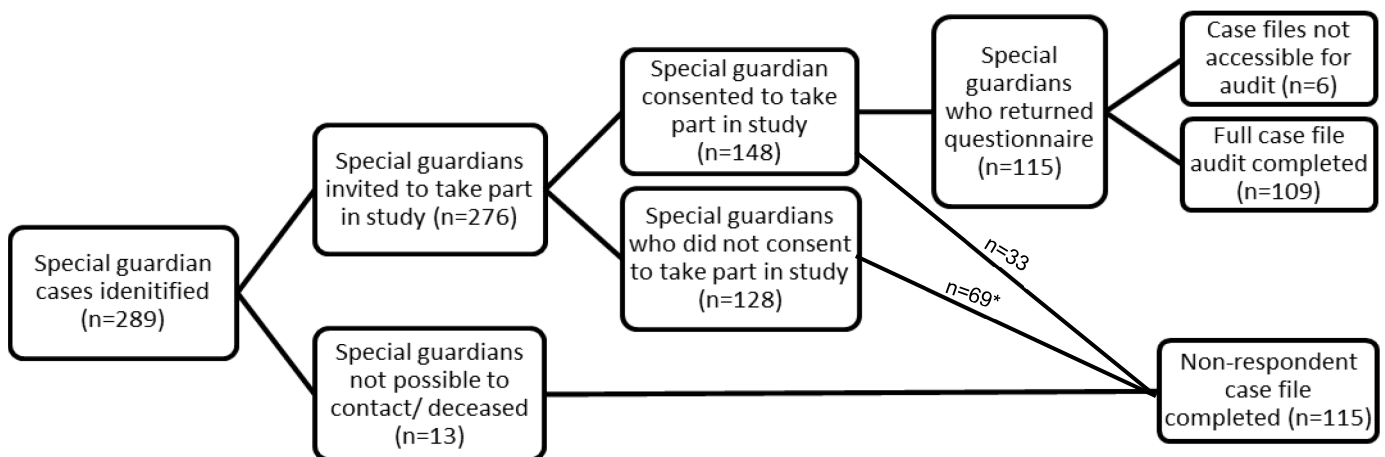 Special guardian
cases idenitified
(n=289)
Special guardians
invited to take part
in study (n=276)
Special guardians
not possible to
contact/ deceased
(n=13)
Special guardian
consented to take
part in study
(n=148)
Special guardians
who did not consent
to take part in study
(n=128)
Special
guardians
who returned
questionnaire
(n=115)
Case files not
accessible for
audit (n=6)
Full case file
audit completed
(n=109)
n=33
n=69*
Non-respondent
case file
completed (n=115)